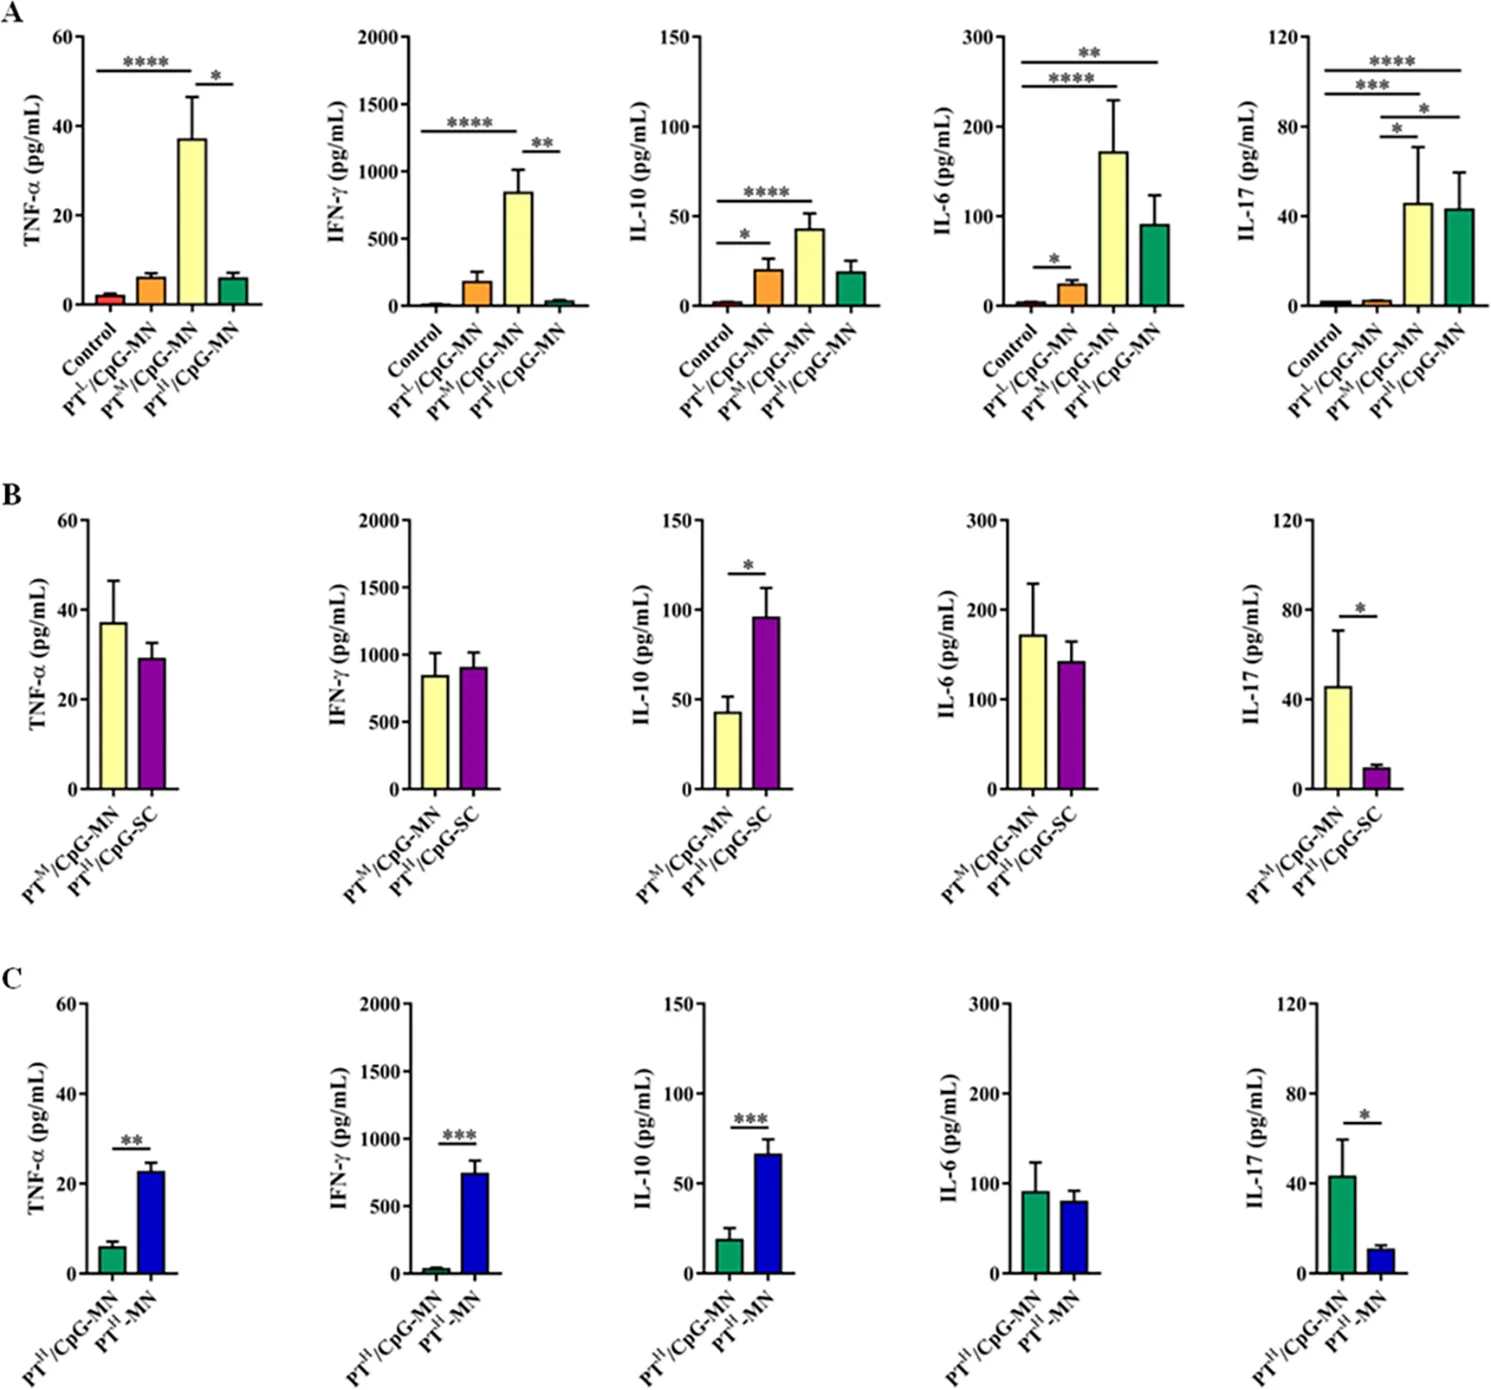 A
TNF-α (pg/mL)
60
40
20
0
****
*
Control
PT^L/CpG-MN
PT^M/CpG-MN
PT^H/CpG-MN
IFN-γ (pg/mL)
2000
1500
1000
500
0
****
**
Control
PT^L/CpG-MN
PT^M/CpG-MN
PT^H/CpG-MN
IL-10 (pg/mL)
150
100
50
0
****
*
Control
PT^L/CpG-MN
PT^M/CpG-MN
PT^H/CpG-MN
IL-6 (pg/mL)
300
200
100
0
**
****
*
Control
PT^L/CpG-MN
PT^M/CpG-MN
PT^H/CpG-MN
IL-17 (pg/mL)
120
80
40
0
****
***
*
*
Control
PT^L/CpG-MN
PT^M/CpG-MN
PT^H/CpG-MN
B
TNF-α (pg/mL)
60
40
20
0
PT^M/CpG-MN
PT^H/CpG-SC
IFN-γ (pg/mL)
2000
1500
1000
500
0
PT^M/CpG-MN
PT^H/CpG-SC
IL-10 (pg/mL)
150
100
50
0
*
PT^M/CpG-MN
PT^H/CpG-SC
IL-6 (pg/mL)
300
200
100
0
PT^M/CpG-MN
PT^H/CpG-SC
IL-17 (pg/mL)
120
80
40
0
*
PT^M/CpG-MN
PT^H/CpG-SC
C
TNF-α (pg/mL)
60
40
20
0
**
PT^H/CpG-MN
PT^H-MN
IFN-γ (pg/mL)
2000
1500
1000
500
0
***
PT^H/CpG-MN
PT^H-MN
IL-10 (pg/mL)
150
100
50
0
***
PT^H/CpG-MN
PT^H-MN
IL-6 (pg/mL)
300
200
100
0
PT^H/CpG-MN
PT^H-MN
IL-17 (pg/mL)
120
80
40
0
*
PT^H/CpG-MN
PT^H-MN